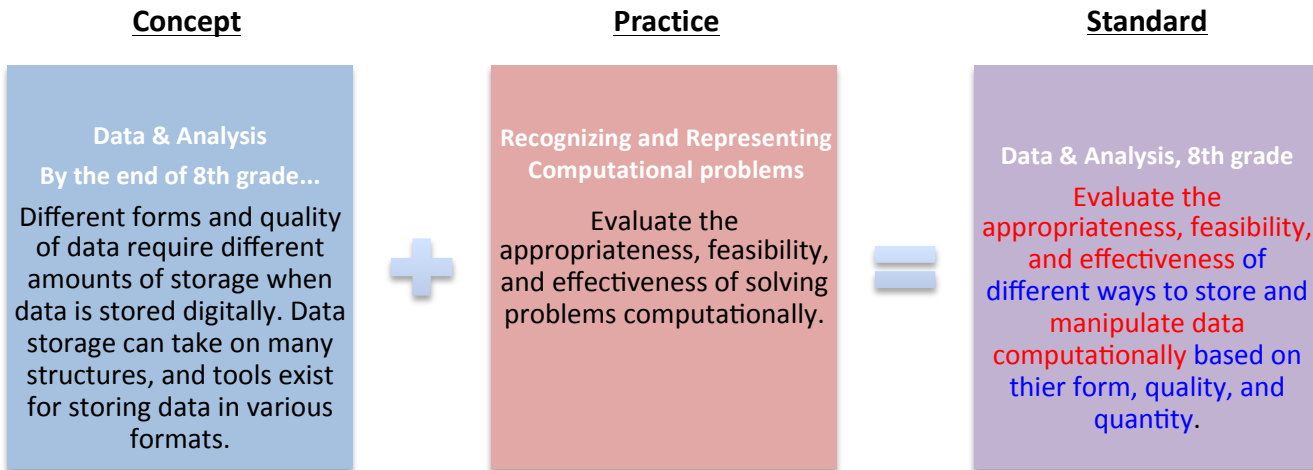 Concept
Practice
Standard
Data & Analysis
By the end of 8th grade...
Different forms and quality
of data require different
amounts of storage when
data is stored digitally. Data
storage can take on many
structures, and tools exist
for storing data in various
formats.
Recognizing and Representing
Computational problems
Evaluate the
appropriateness, feasibility,
and effectiveness of solving
problems computationally.
Data & Analysis, 8th grade
Evaluate the
appropriateness, feasibility,
and effectiveness of
different ways to store and
manipulate data
computationally based on
thier form, quality, and
quantity.